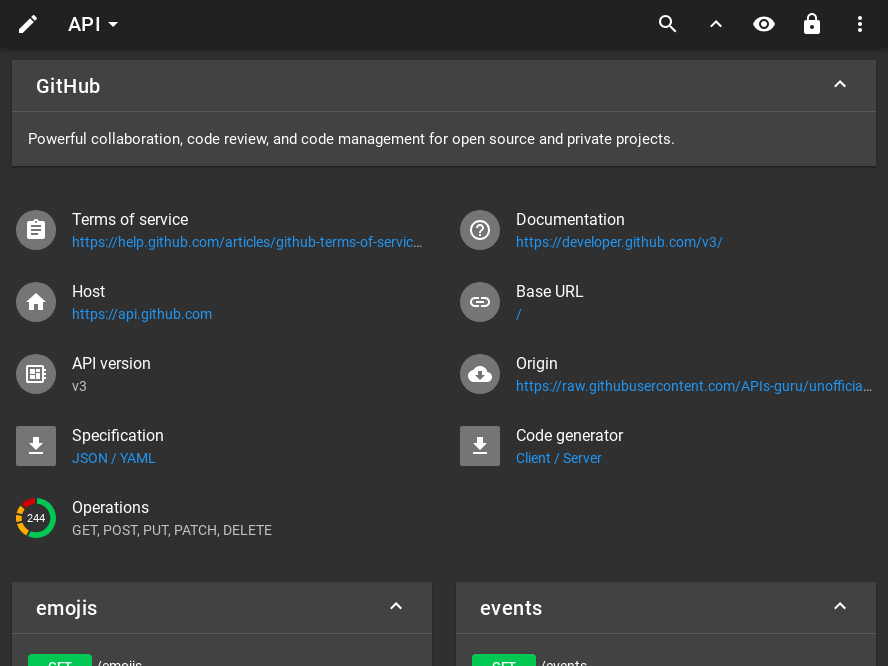 API
GitHub
Powerful collaboration, code review, and code management for open source and private projects.
Terms of service
https://help.github.com/articles/github-terms-of-servic…
Documentation
https://developer.github.com/v3/
Host
https://api.github.com
Base URL
/
API version
v3
Origin
https://raw.githubusercontent.com/APIs-guru/unofficia…
Specification
JSON / YAML
Code generator
Client / Server
244
Operations
GET, POST, PUT, PATCH, DELETE
emojis
GET /emojis
events
GET /events